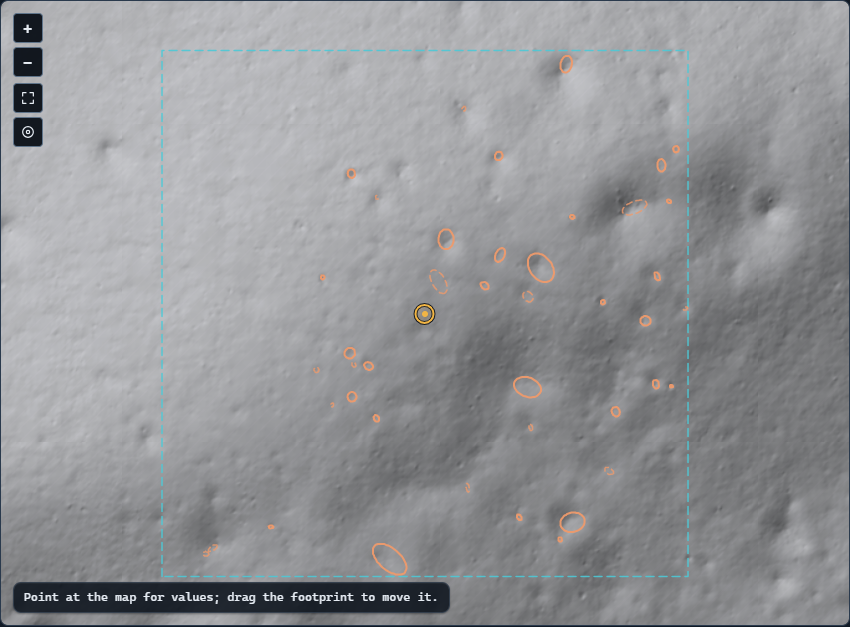 +
−
Point at the map for values; drag the footprint to move it.